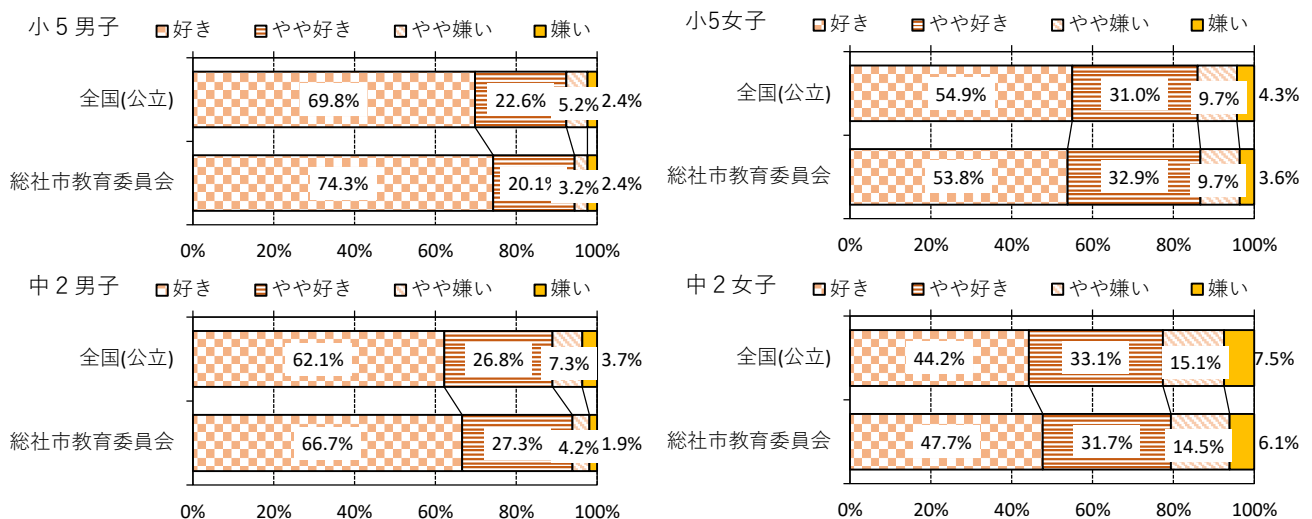 小5男子 好き やや好き やや嫌い 嫌い
全国(公立) 69.8% 22.6% 5.2% 2.4%
総社市教育委員会 74.3% 20.1% 3.2% 2.4%
0% 20% 40% 60% 80% 100%
小5女子 好き やや好き やや嫌い 嫌い
全国(公立) 54.9% 31.0% 9.7% 4.3%
総社市教育委員会 53.8% 32.9% 9.7% 3.6%
0% 20% 40% 60% 80% 100%
中2男子 好き やや好き やや嫌い 嫌い
全国(公立) 62.1% 26.8% 7.3% 3.7%
総社市教育委員会 66.7% 27.3% 4.2% 1.9%
0% 20% 40% 60% 80% 100%
中2女子 好き やや好き やや嫌い 嫌い
全国(公立) 44.2% 33.1% 15.1% 7.5%
総社市教育委員会 47.7% 31.7% 14.5% 6.1%
0% 20% 40% 60% 80% 100%